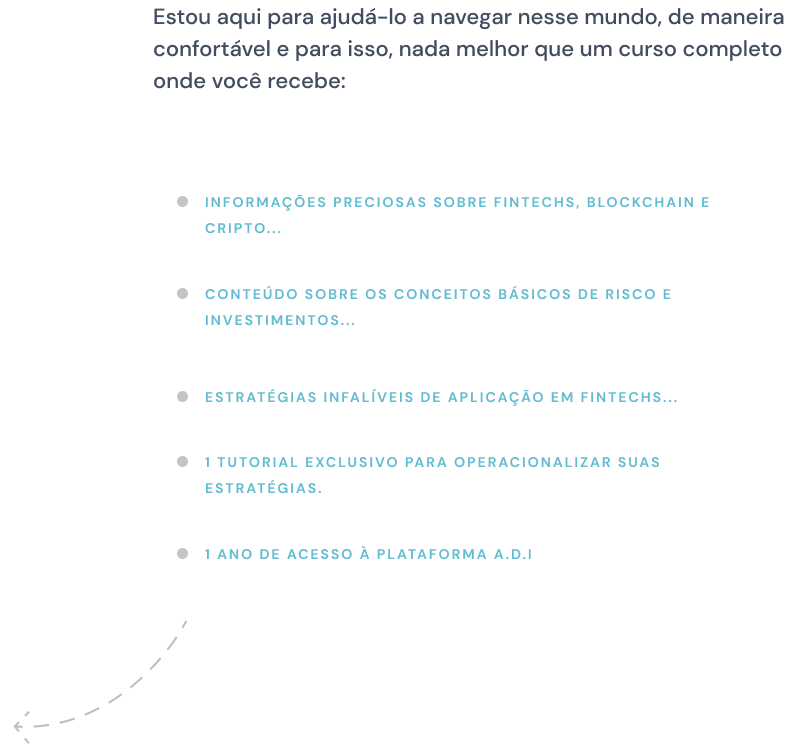 Estou aqui para ajudá-lo a navegar nesse mundo, de maneira
confortável e para isso, nada melhor que um curso completo
onde você recebe:
INFORMAÇÕES PRECIOSAS SOBRE FINTECHS, BLOCKCHAIN E
CRIPTO...
CONTEÚDO SOBRE OS CONCEITOS BÁSICOS DE RISCO E
INVESTIMENTOS...
ESTRATÉGIAS INFALÍVEIS DE APLICAÇÃO EM FINTECHS...
1 TUTORIAL EXCLUSIVO PARA OPERACIONALIZAR SUAS
ESTRATÉGIAS.
1 ANO DE ACESSO À PLATAFORMA A.D.I